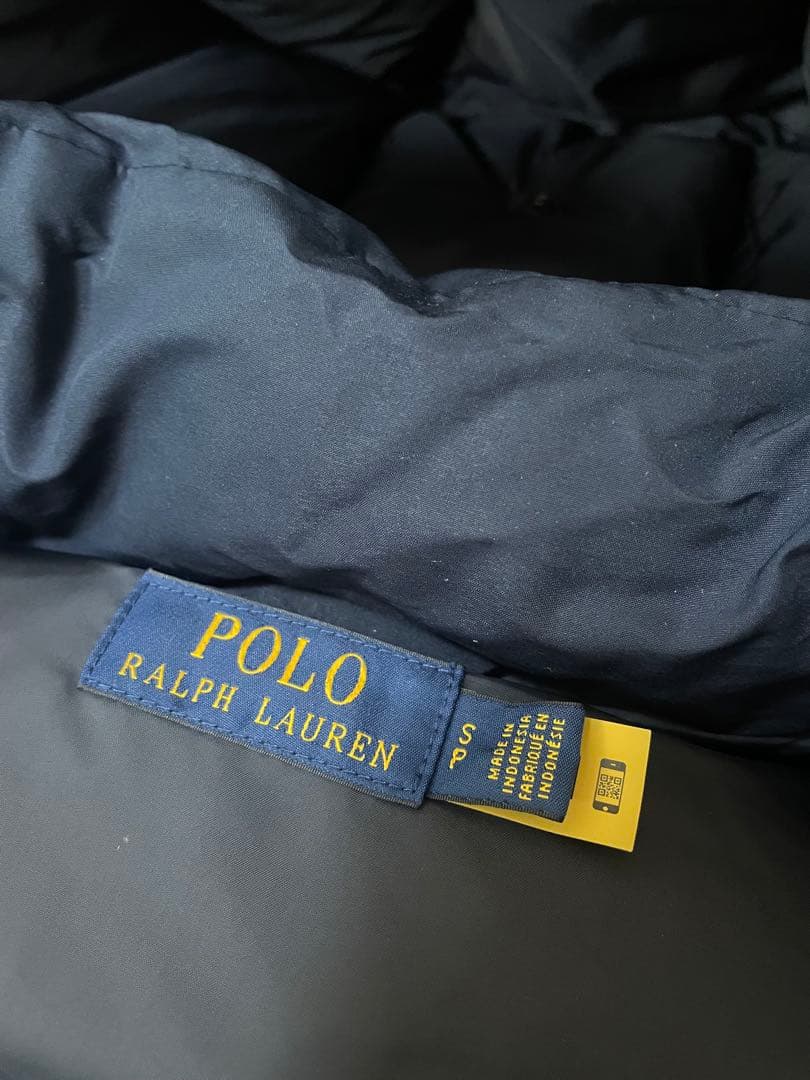 POLO
RALPH LAUREN
S
P
MADE IN
INDONESIA
FABRIQUÉ EN
INDONÉSIE